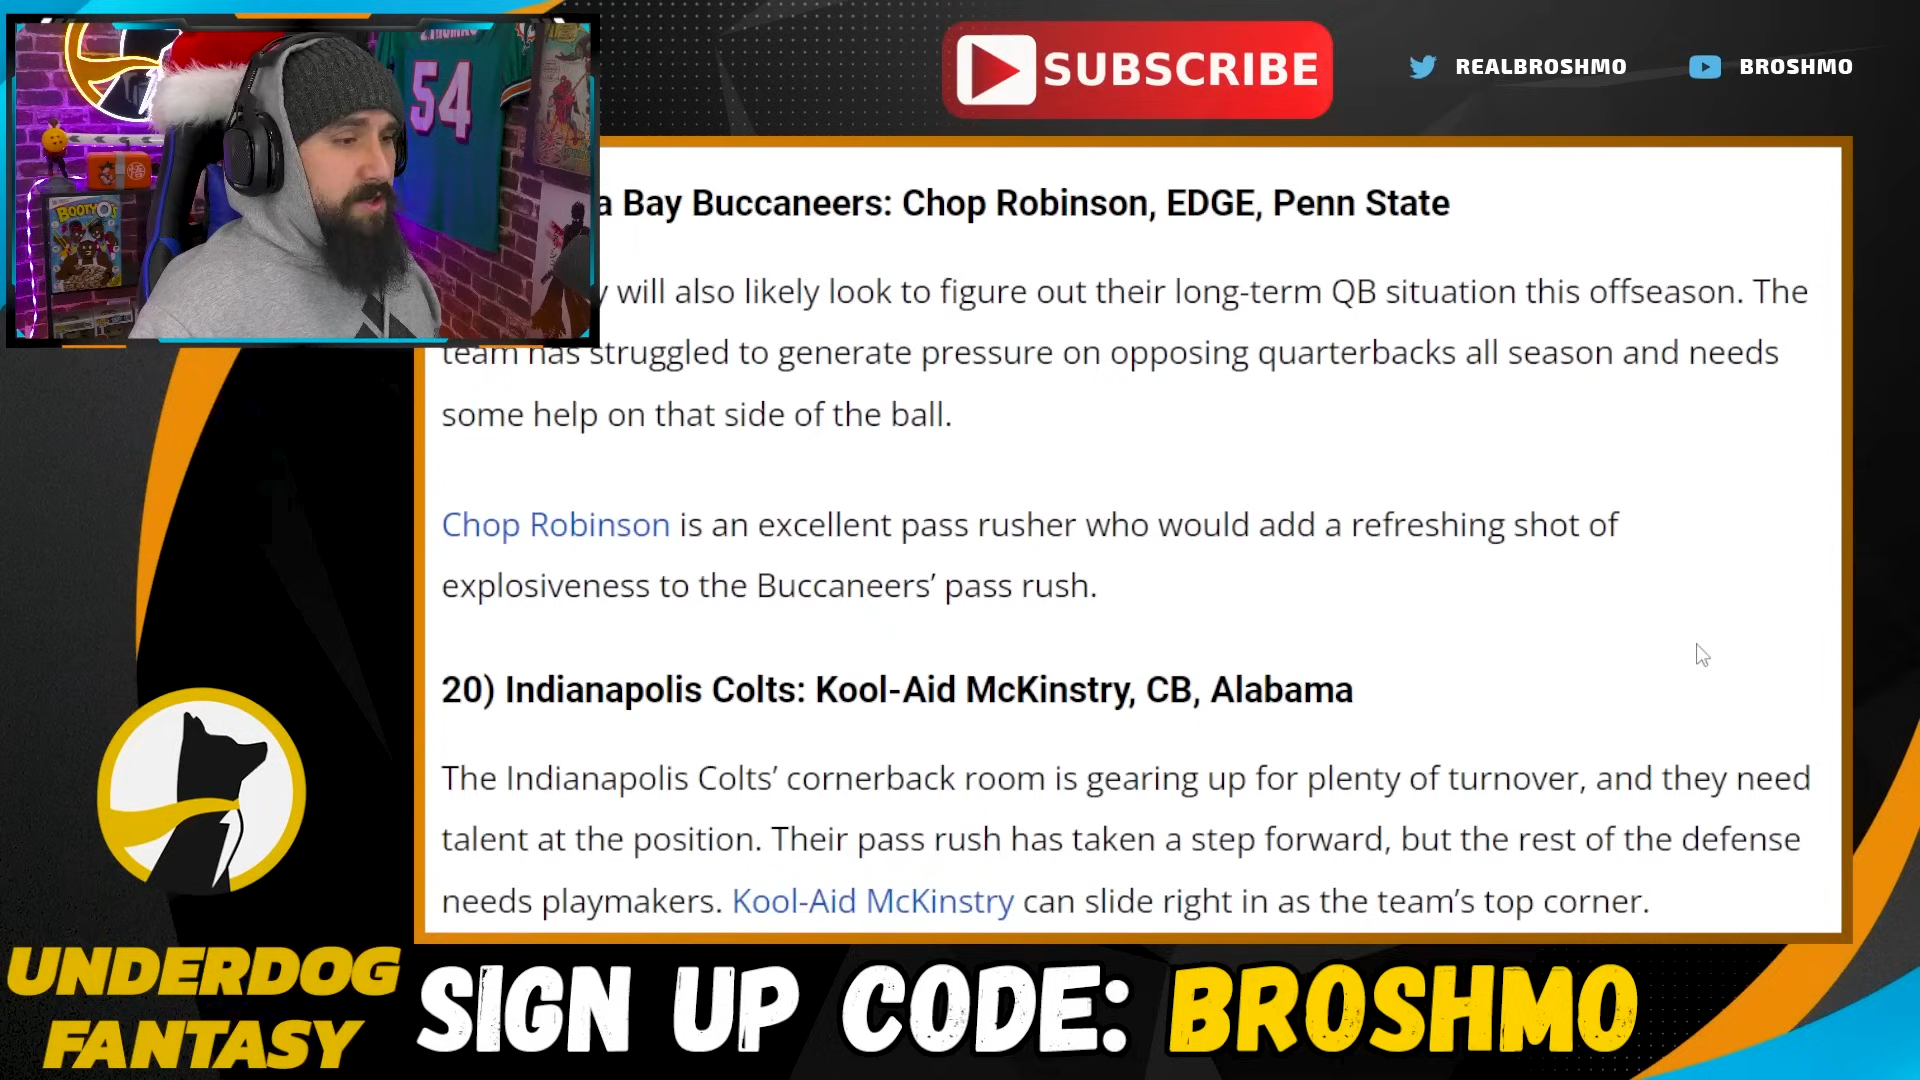 Z.THOMAS
54
BOOTYO'S
SUBSCRIBE
REALBROSHMO
BROSHMO
a Bay Buccaneers: Chop Robinson, EDGE, Penn State
y will also likely look to figure out their long-term QB situation this offseason. The
team has struggled to generate pressure on opposing quarterbacks all season and needs
some help on that side of the ball.
Chop Robinson is an excellent pass rusher who would add a refreshing shot of
explosiveness to the Buccaneers’ pass rush.
20) Indianapolis Colts: Kool-Aid McKinstry, CB, Alabama
The Indianapolis Colts’ cornerback room is gearing up for plenty of turnover, and they need
talent at the position. Their pass rush has taken a step forward, but the rest of the defense
needs playmakers. Kool-Aid McKinstry can slide right in as the team’s top corner.
UNDERDOG
FANTASY
SIGN UP CODE: BROSHMO